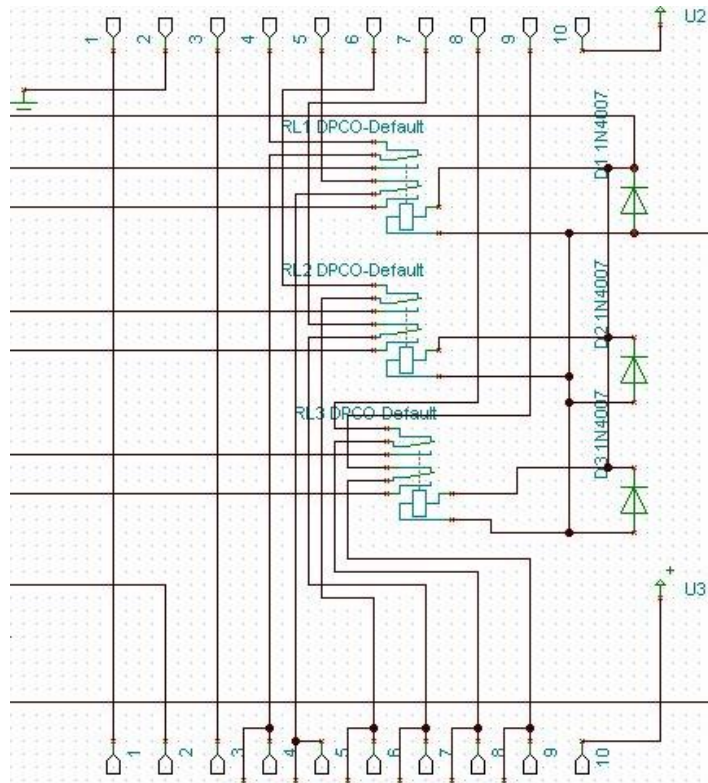 1 2 3 4 5 6 7 8 9 10 U2
RL1 DPCO-Default
D1 1N4007
RL2 DPCO-Default
D2 1N4007
RL3 DPCO-Default
D3 1N4007
+
U3
1 2 3 4 5 6 7 8 9 10